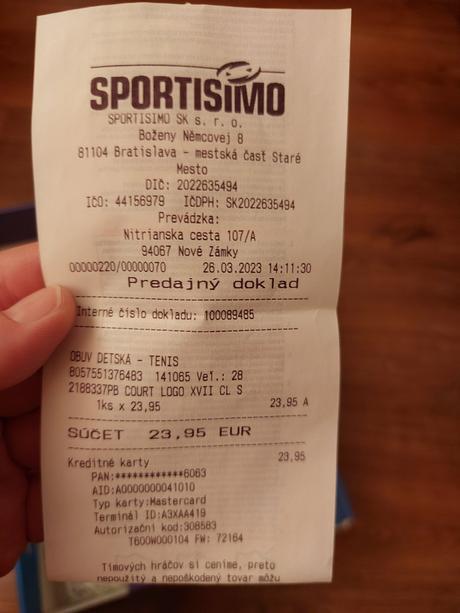 SPORTISIMO
SPORTISIMO SK s. r. o.
Boženy Němcovej 8
81104 Bratislava - mestská časť Staré
Mesto
DIČ: 2022635494
IČO: 44156979 IČDPH: SK2022635494
Prevádzka:
Nitrianska cesta 107/A
94067 Nové Zámky
00000220/00000070 26.03.2023 14:11:30
Predajný doklad
Interné číslo dokladu: 100089485
OBUV DETSKÁ - TENIS
8057551376483 141065 Veľ.: 28
2188337PB COURT LOGO XVII CL S
1ks x 23,95 23,95 A
SÚČET 23,95 EUR
Kreditné karty 23,95
PAN:************6063
AID:A0000000041010
Typ karty:Mastercard
Terminál ID:A3XAA419
Autorizační kod:308583
T600W000104 FW: 72164
Tímových hráčov si ceníme, preto
nepoužitý a nepoškodený tovar môžu